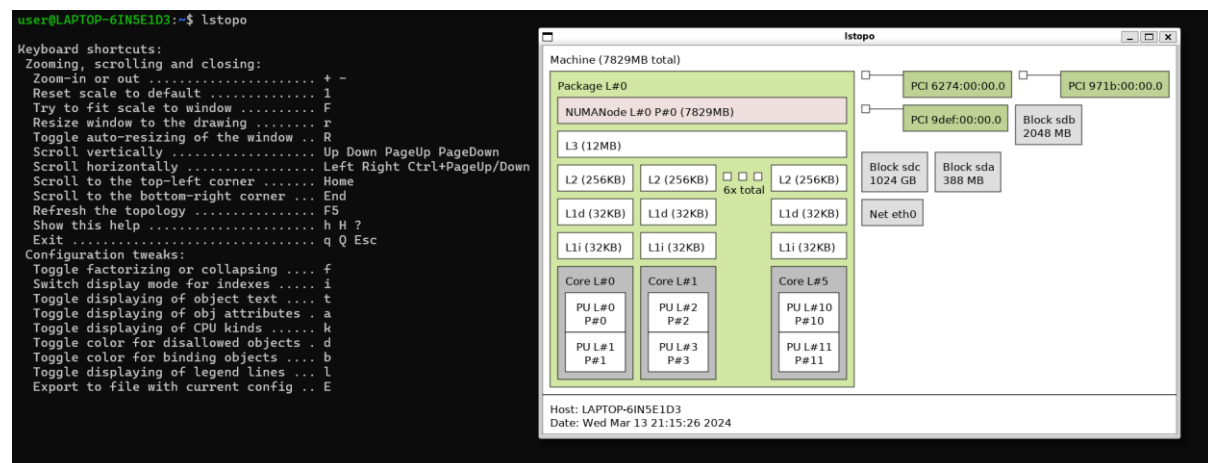 user@LAPTOP-6IN5E1D3:~$ lstopo
Keyboard shortcuts:
Zooming, scrolling and closing:
Zoom-in or out ...................... + -
Reset scale to default .............. 1
Try to fit scale to window .......... F
Resize window to the drawing ........ r
Toggle auto-resizing of the window .. R
Scroll vertically ................... Up Down PageUp PageDown
Scroll horizontally ................. Left Right Ctrl+PageUp/Down
Scroll to the top-left corner ....... Home
Scroll to the bottom-right corner ... End
Refresh the topology ................ F5
Show this help ...................... h H ?
Exit ................................ q Q Esc
Configuration tweaks:
Toggle factorizing or collapsing .... f
Switch display mode for indexes ..... i
Toggle displaying of object text .... t
Toggle displaying of obj attributes . a
Toggle displaying of CPU kinds ...... k
Toggle color for disallowed objects . d
Toggle color for binding objects .... b
Toggle displaying of legend lines ... l
Export to file with current config .. E
lstopo
Machine (7829MB total)
Package L#0
NUMANode L#0 P#0 (7829MB)
L3 (12MB)
L2 (256KB) L2 (256KB) 6x total L2 (256KB)
L1d (32KB) L1d (32KB) L1d (32KB)
L1i (32KB) L1i (32KB) L1i (32KB)
Core L#0 Core L#1 Core L#5
PU L#0 PU L#2 PU L#10
P#0 P#2 P#10
PU L#1 PU L#3 PU L#11
P#1 P#3 P#11
PCI 6274:00:00.0 PCI 971b:00:00.0
PCI 9def:00:00.0
Block sdb
2048 MB
Block sdc Block sda
1024 GB 388 MB
Net eth0
Host: LAPTOP-6IN5E1D3
Date: Wed Mar 13 21:15:26 2024